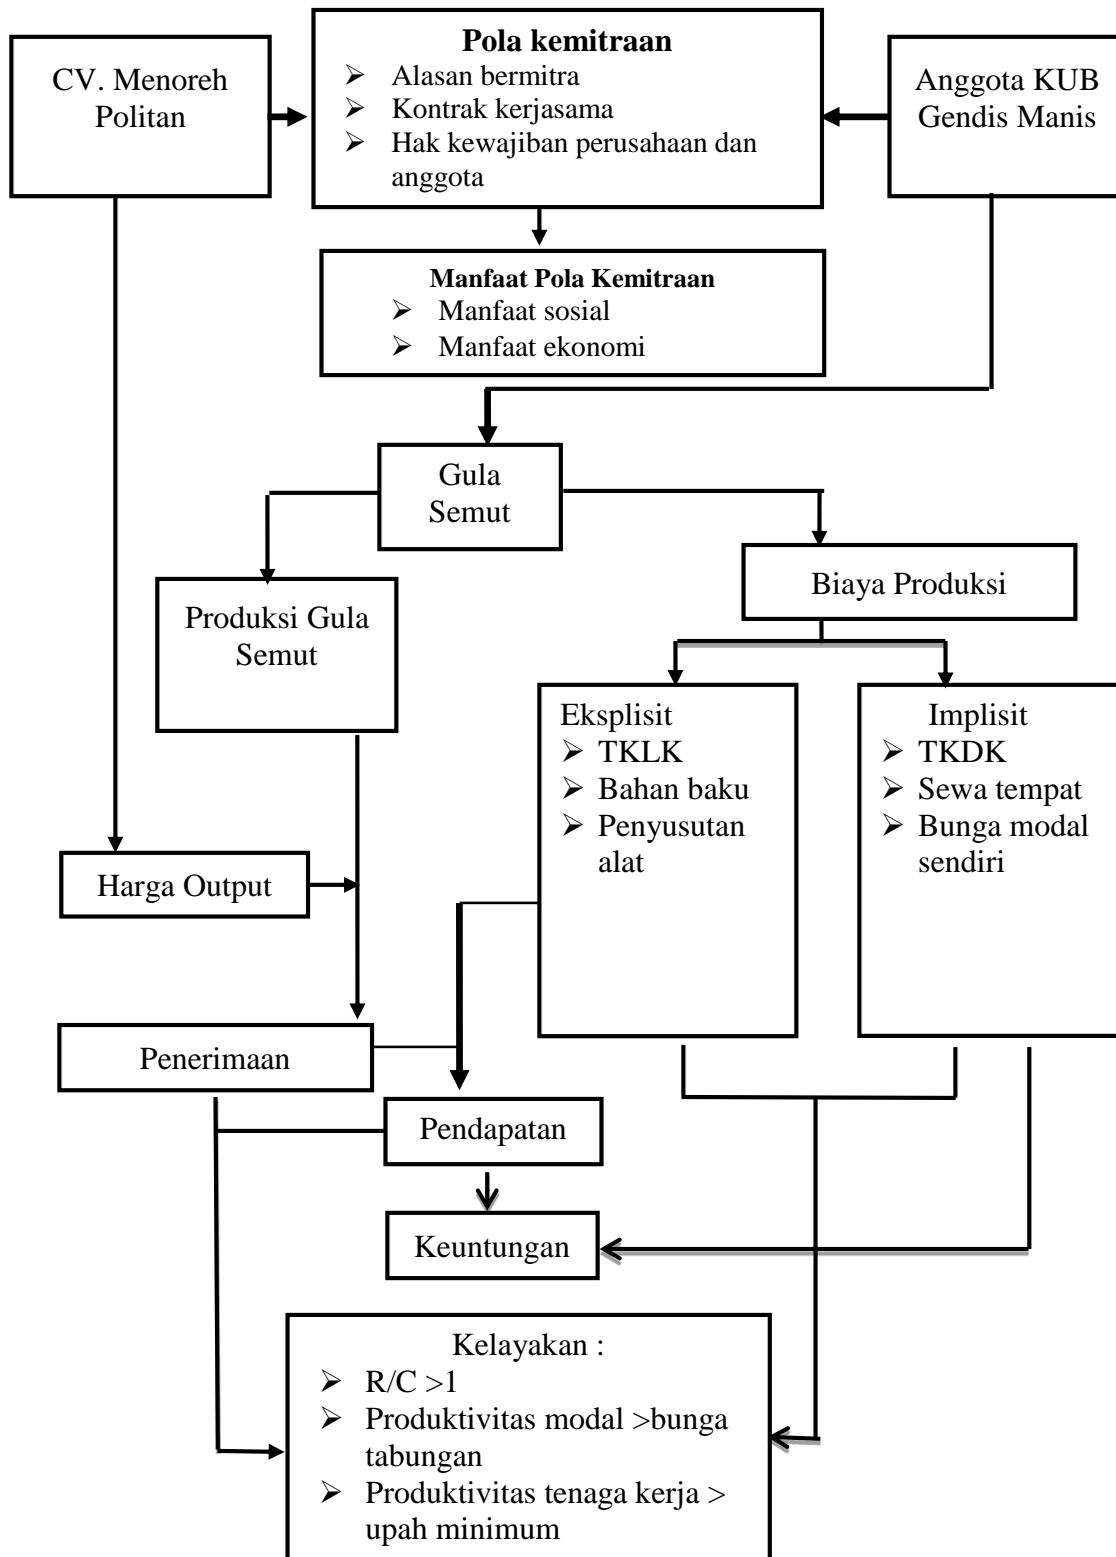 Pola kemitraan
➢ Alasan bermitra
➢ Kontrak kerjasama
➢ Hak kewajiban perusahaan dan
anggota
CV. Menoreh
Politan
Anggota KUB
Gendis Manis
Manfaat Pola Kemitraan
➢ Manfaat sosial
➢ Manfaat ekonomi
Gula
Semut
Biaya Produksi
Produksi Gula
Semut
Eksplisit
➢ TKLK
➢ Bahan baku
➢ Penyusutan
alat
Implisit
➢ TKDK
➢ Sewa tempat
➢ Bunga modal
sendiri
Harga Output
Penerimaan
Pendapatan
Keuntungan
Kelayakan :
➢ R/C >1
➢ Produktivitas modal >bunga
tabungan
➢ Produktivitas tenaga kerja >
upah minimum